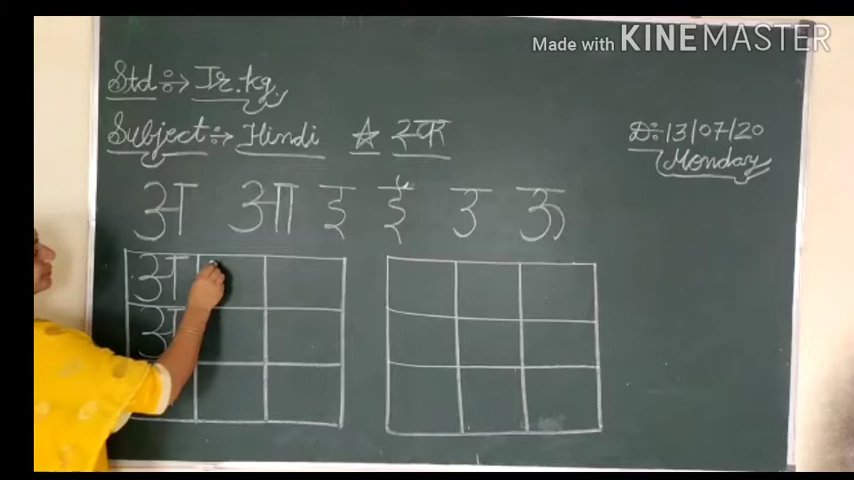 Made with KINEMASTER
Std :-> Jr.kg.
Subject :-> Hindi ☆ स्वर
D:-13/07/20
Monday
अ आ इ ई उ ऊ
अ
अ